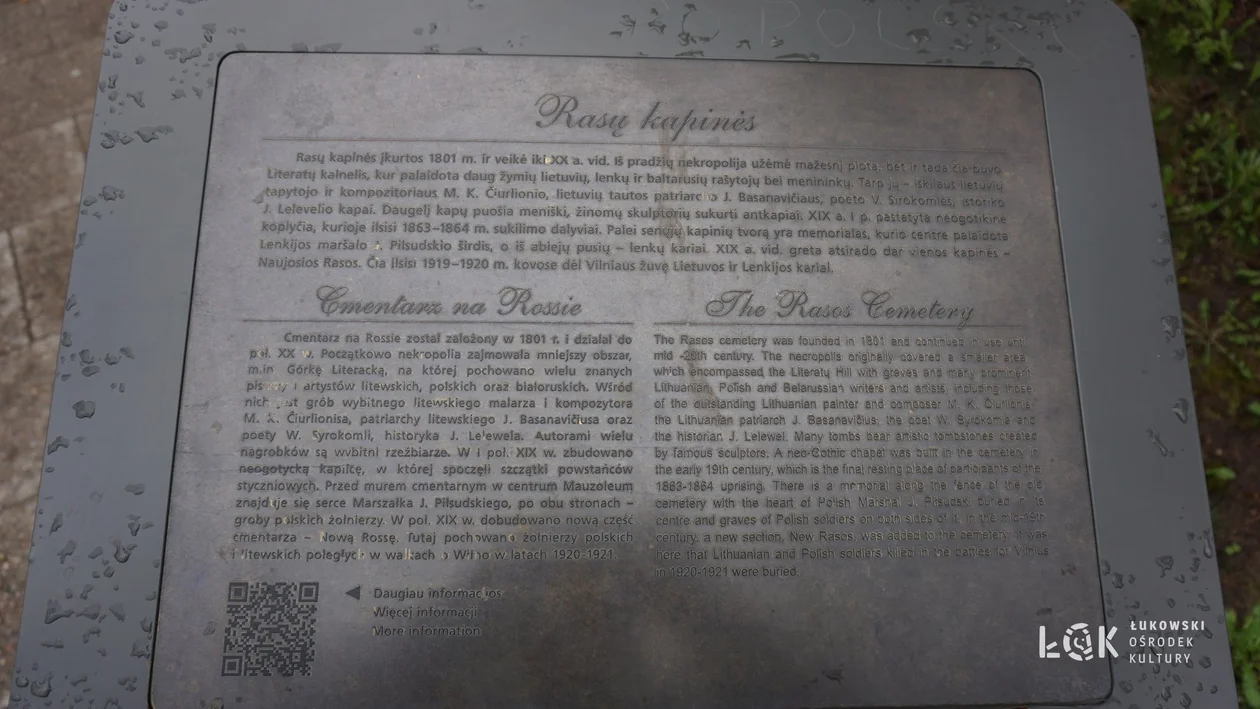 Rasų kapinės
Rasų kapinės įkurtos 1801 m. ir veikė iki XX a. vid. Iš pradžių nekropolija užėmė mažesnį plotą, bet ir tada čia buvo
Literatų kalnelis, kur palaidota daug žymių lietuvių, lenkų ir baltarusių rašytojų bei menininkų. Tarp jų – iškilaus lietuvių
tapytojo ir kompozitoriaus M. K. Čiurlionio, lietuvių tautos patriarcho J. Basanavičiaus, poeto V. Sirokomlės, istoriko
J. Lelevelio kapai. Daugelį kapų puošia meniški, žinomų skulptorių sukurti antkapiai. XIX a. I p. pastatyta neogotikinė
koplyčia, kurioje ilsisi 1863–1864 m. sukilimo dalyviai. Palei senųjų kapinių tvorą yra memorialas, kurio centre palaidota
Lenkijos maršalo J. Pilsudskio širdis, o iš abiejų pusių – lenkų kariai. XIX a. vid. greta atsirado dar vienos kapinės –
Naujosios Rasos. Čia ilsisi 1919–1920 m. kovose dėl Vilniaus žuvę Lietuvos ir Lenkijos kariai.
Cmentarz na Rossie
Cmentarz na Rossie został założony w 1801 r. i działał do
poł. XX w. Początkowo nekropolia zajmowała mniejszy obszar,
m.in Górkę Literacką, na której pochowano wielu znanych
pisarzy i artystów litewskich, polskich oraz białoruskich. Wśród
nich jest grób wybitnego litewskiego malarza i kompozytora
M. K. Čiurlionisa, patriarchy litewskiego J. Basanavičiusa oraz
poety W. Syrokomli, historyka J. Lelewela. Autorami wielu
nagrobków są wybitni rzeźbiarze. W I poł. XIX w. zbudowano
neogotycką kaplicę, w której spoczęli szczątki powstańców
styczniowych. Przed murem cmentarnym w centrum Mauzoleum
znajduje się serce Marszałka J. Piłsudskiego, po obu stronach –
groby polskich żołnierzy. W poł. XIX w. dobudowano nową część
cmentarza – Nową Rossę. Tutaj pochowano żołnierzy polskich
i litewskich poległych w walkach o Wilno w latach 1920-1921.
The Rasos Cemetery
The Rasos cemetery was founded in 1801 and continued in use until
mid -20th century. The necropolis originally covered a smaller area
which encompassed the Literatų Hill with graves and many prominent
Lithuanian, Polish and Belarussian writers and artists, including those
of the outstanding Lithuanian painter and composer M. K. Čiurlionis,
the Lithuanian patriarch J. Basanavičius, the poet W. Syrokomla and
the historian J. Lelewel. Many tombs bear artistic tombstones created
by famous sculptors. A neo-Gothic chapel was built in the cemetery in
the early 19th century, which is the final resting place of participants of the
1863-1864 uprising. There is a memorial along the fence of the old
cemetery with the heart of Polish Marshal J. Pilsudski buried in its
centre and graves of Polish soldiers on both sides of it. In the mid-19th
century, a new section, New Rasos, was added to the cemetery. It was
here that Lithuanian and Polish soldiers killed in the battles for Vilnius
in 1920-1921 were buried.
Daugiau informacijos
Więcej informacji
More information
ŁOK ŁUKOWSKI
OŚRODEK
KULTURY